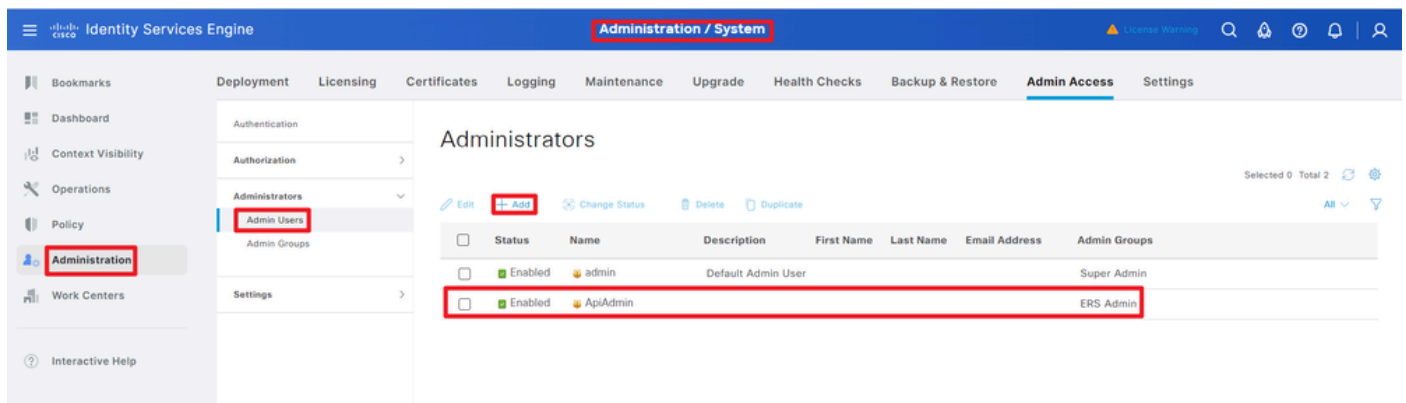 cisco Identity Services Engine
Administration / System
License Warning
Bookmarks
Dashboard
Context Visibility
Operations
Policy
Administration
Work Centers
Interactive Help
Deployment Licensing Certificates Logging Maintenance Upgrade Health Checks Backup & Restore Admin Access Settings
Authentication
Authorization
Administrators
Admin Users
Admin Groups
Settings
Administrators
Selected 0 Total 2
Edit + Add Change Status Delete Duplicate All
Status Name Description First Name Last Name Email Address Admin Groups
Enabled admin Default Admin User Super Admin
Enabled ApiAdmin ERS Admin